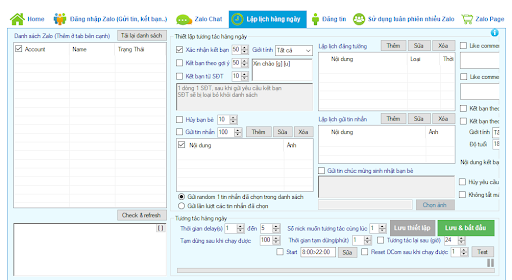 Home
Đăng nhập Zalo (Gửi tin, kết bạn..)
Zalo Chat
Lập lịch hàng ngày
Đăng tin
Sử dụng luân phiên nhiều Zalo
Zalo Page
Danh sách Zalo (Thêm ở tab bên cạnh)
Tải lại danh sách
Account Name Trạng Thái
Check & refresh
[ ]
Thiết lập tương tác hàng ngày
Xác nhận kết bạn 50 Giới tính Tất cả
Kết bạn theo gợi ý 50 Xin chào [g] [u]
Kết bạn từ SĐT 10
1 dòng 1 SĐT, sau khi gửi yêu cầu kết bạn
SĐT sẽ bị loại bỏ khỏi danh sách
Hủy bạn bè 10
Gửi tin nhắn 100 Thêm Sửa Xóa
Nội dung Ảnh
Gửi random 1 tin nhắn đã chọn trong danh sách
Gửi lần lượt các tin nhắn đã chọn
Lập lịch đăng tường Thêm Sửa Xóa
Nội dung Loại Thời
Lập lịch gửi tin nhắn Thêm Sửa Xóa
Nội dung Ảnh
Gửi tin chúc mừng sinh nhật bạn bè
Chọn ảnh
Like comme
Like comme
Kết bạn theo
Kết bạn theo
Giới tính
Độ tuổi 18
Nội dung kết bạ
Hủy yêu cầu
Không tắt m
Tương tác hàng ngày
Thời gian delay(s) 1 đến 5 Số nick muốn tương tác cùng lúc 1 Lưu thiết lập Lưu & bắt đầu
Tạm dừng sau khi chạy được 100 Thời gian tạm dừng(phút) 1 Tương tác lại sau (giờ) 24
Start 8:00>22:00 Sửa Reset DCom sau khi chạy được 1 Test